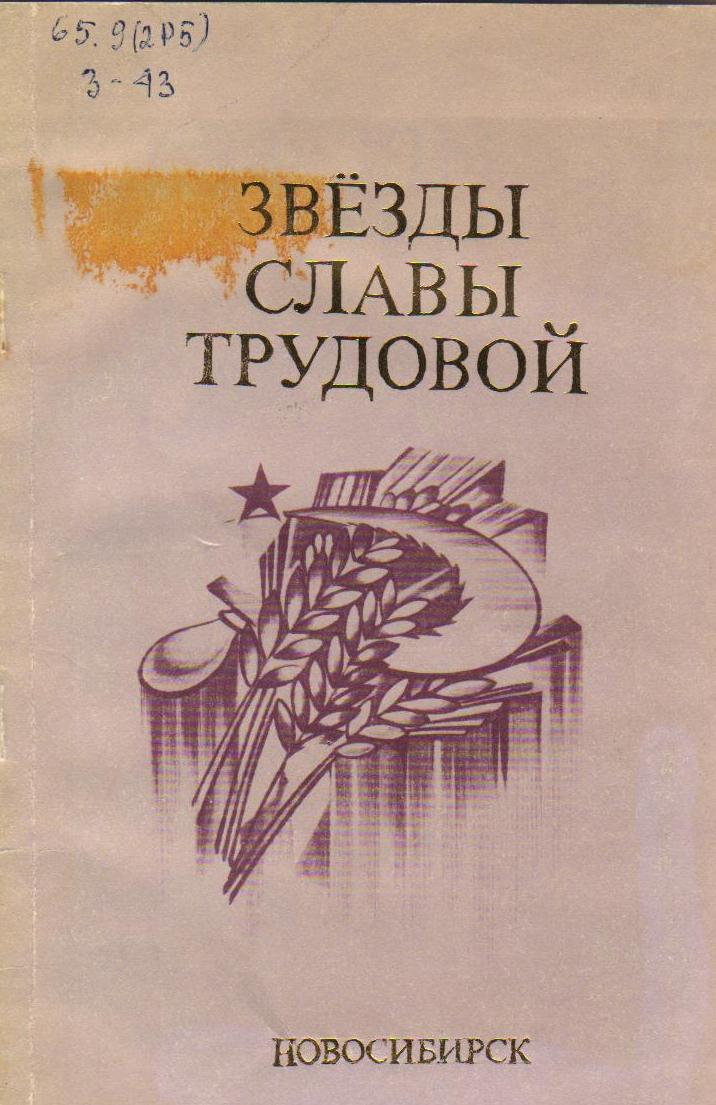 65.9(2Р5)
З-43
ЗВЁЗДЫ
СЛАВЫ
ТРУДОВОЙ
НОВОСИБИРСК